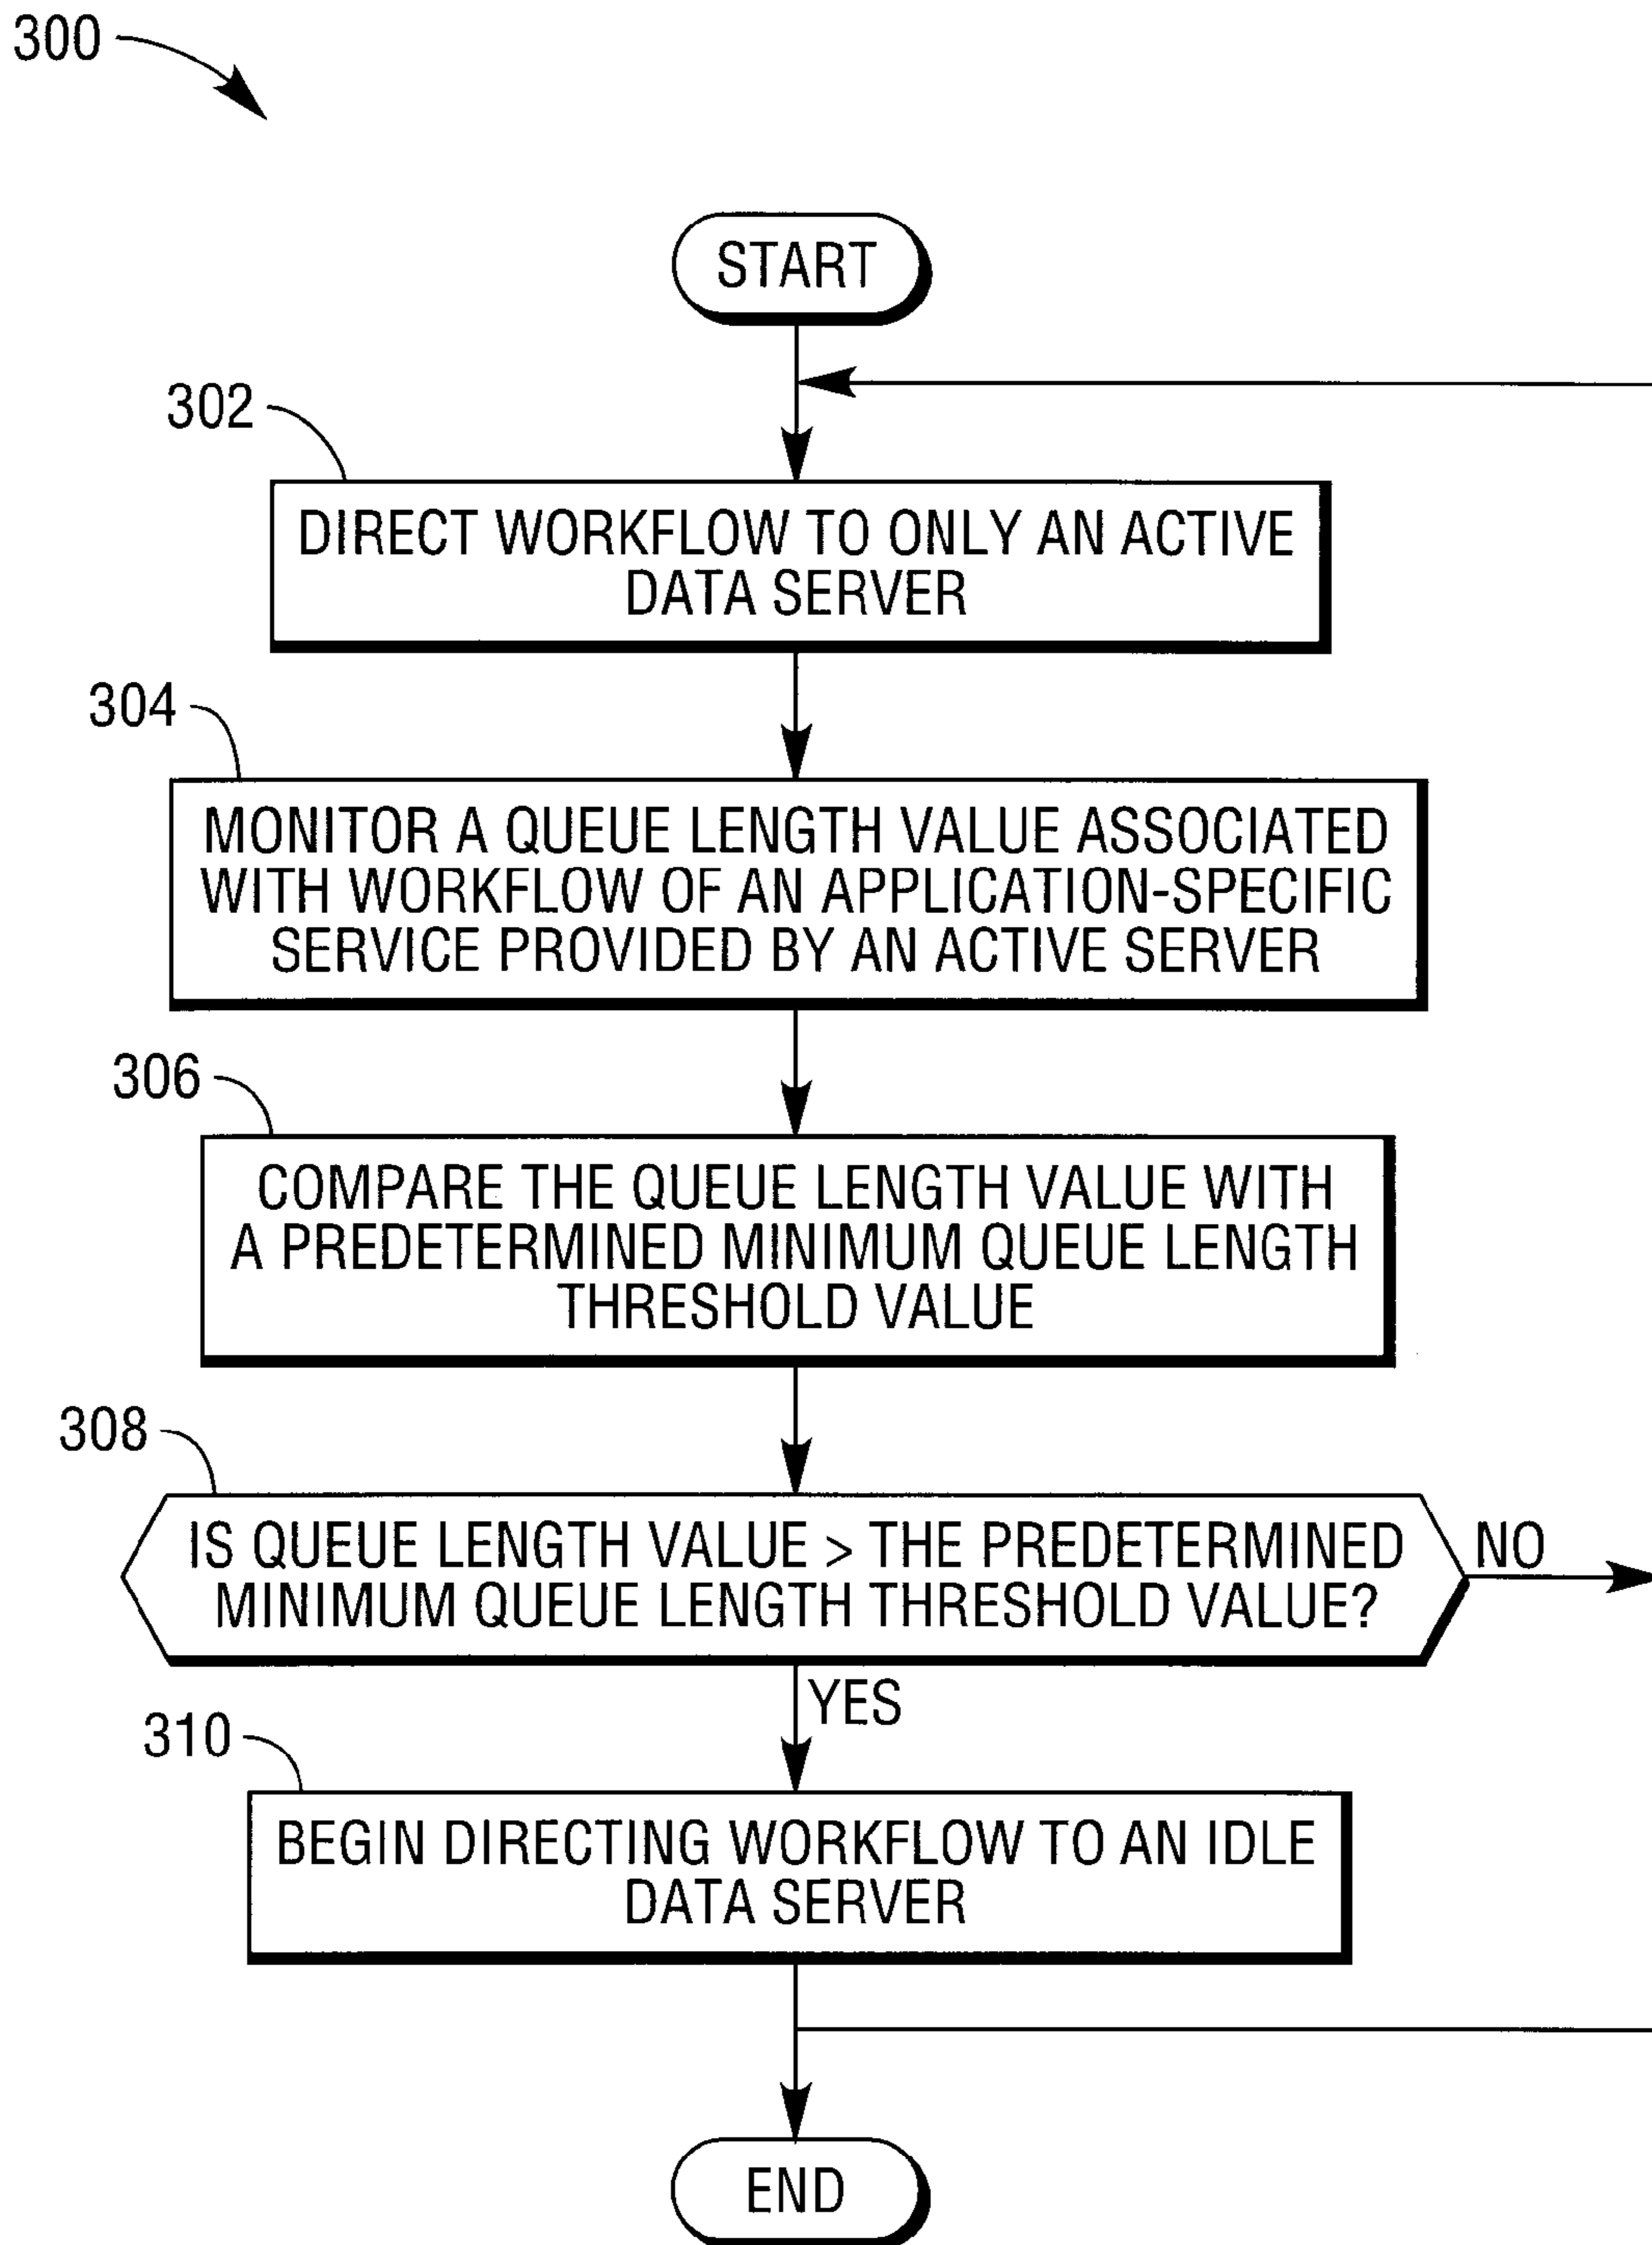 300
START
302
DIRECT WORKFLOW TO ONLY AN ACTIVE
DATA SERVER
304
MONITOR A QUEUE LENGTH VALUE ASSOCIATED
WITH WORKFLOW OF AN APPLICATION-SPECIFIC
SERVICE PROVIDED BY AN ACTIVE SERVER
306
COMPARE THE QUEUE LENGTH VALUE WITH
A PREDETERMINED MINIMUM QUEUE LENGTH
THRESHOLD VALUE
308
IS QUEUE LENGTH VALUE > THE PREDETERMINED
MINIMUM QUEUE LENGTH THRESHOLD VALUE?
NO
YES
310
BEGIN DIRECTING WORKFLOW TO AN IDLE
DATA SERVER
END